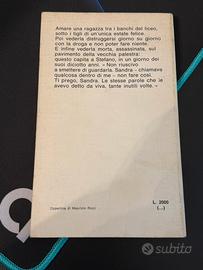 Amare una ragazza tra i banchi del liceo,
sotto i tigli di un'unica estate felice.
Poi vederla distruggersi giorno su giorno
con la droga e non poter fare niente.
E infine vederla morta, assassinata, sul
pavimento della vecchia palestra:
questo capita a Stefano, in un giorno dei
suoi diciotto anni. « Non riuscivo
a smettere di guardarla. Sandra - chiamava
qualcosa dentro di me - non fare così.
Ti prego, Sandra. Le stesse parole che le
avevo detto da viva, tante inutili volte. »
L. 2000
(...)
Copertina di Maurizio Bozzi
subito